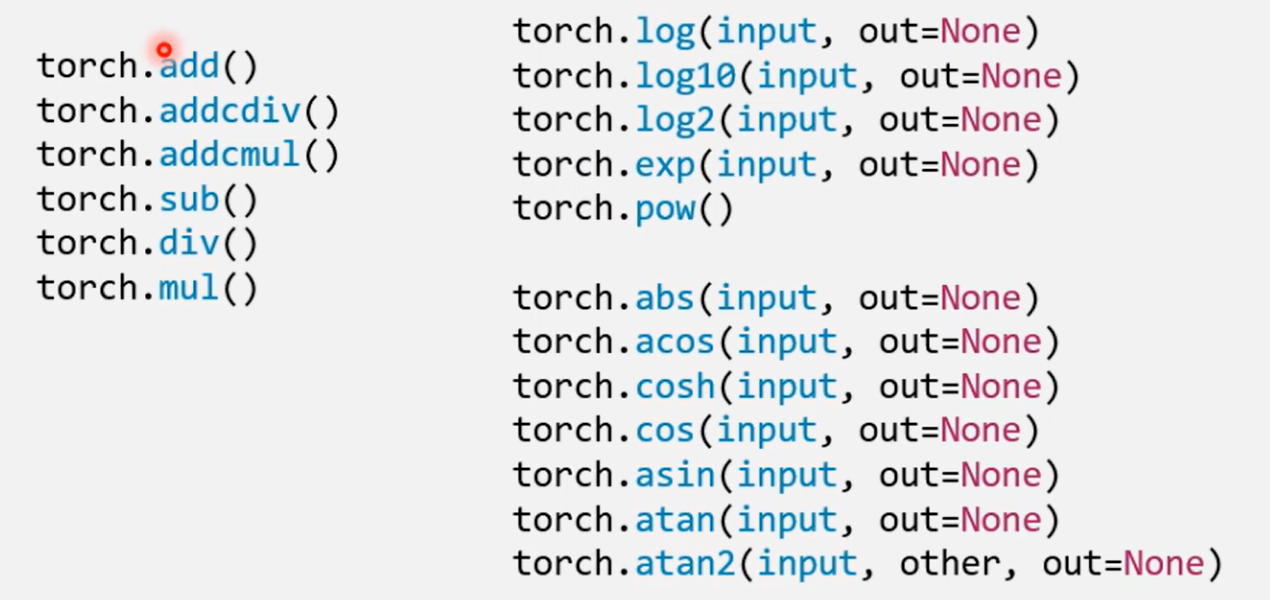 torch.add()
torch.addcdiv()
torch.addcmul()
torch.sub()
torch.div()
torch.mul()
torch.log(input, out=None)
torch.log10(input, out=None)
torch.log2(input, out=None)
torch.exp(input, out=None)
torch.pow()
torch.abs(input, out=None)
torch.acos(input, out=None)
torch.cosh(input, out=None)
torch.cos(input, out=None)
torch.asin(input, out=None)
torch.atan(input, out=None)
torch.atan2(input, other, out=None)